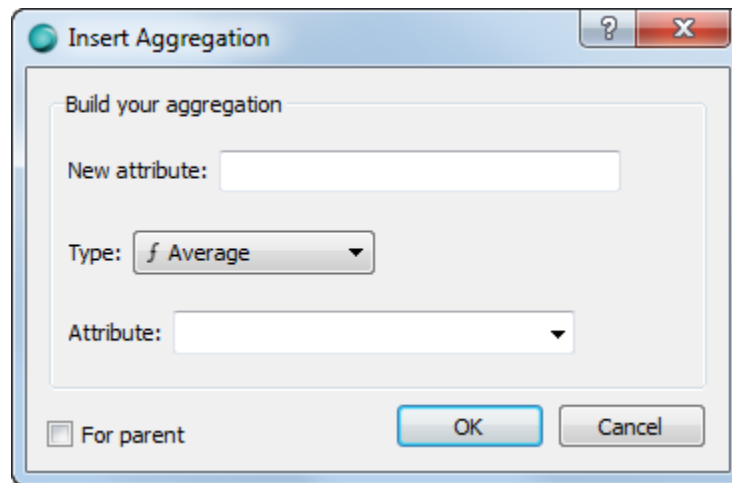 Insert Aggregation
?
Build your aggregation
New attribute:
Type: ƒ Average
Attribute:
For parent
OK
Cancel